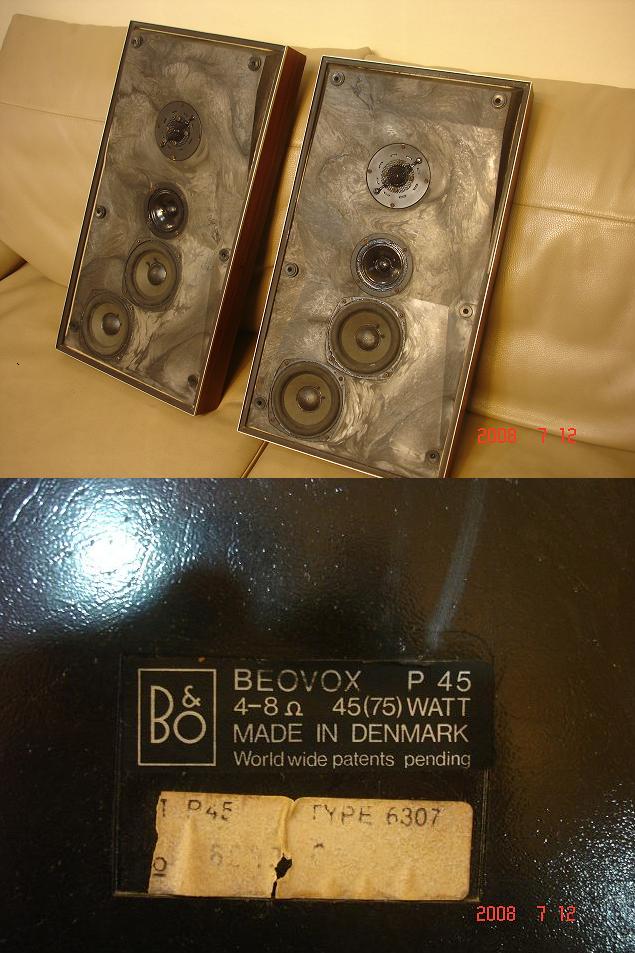 2008 7 12
B&O
BEOVOX P 45
4–8 Ω 45(75) WATT
MADE IN DENMARK
World wide patents pending
P45 TYPE 6307
2008 7 12